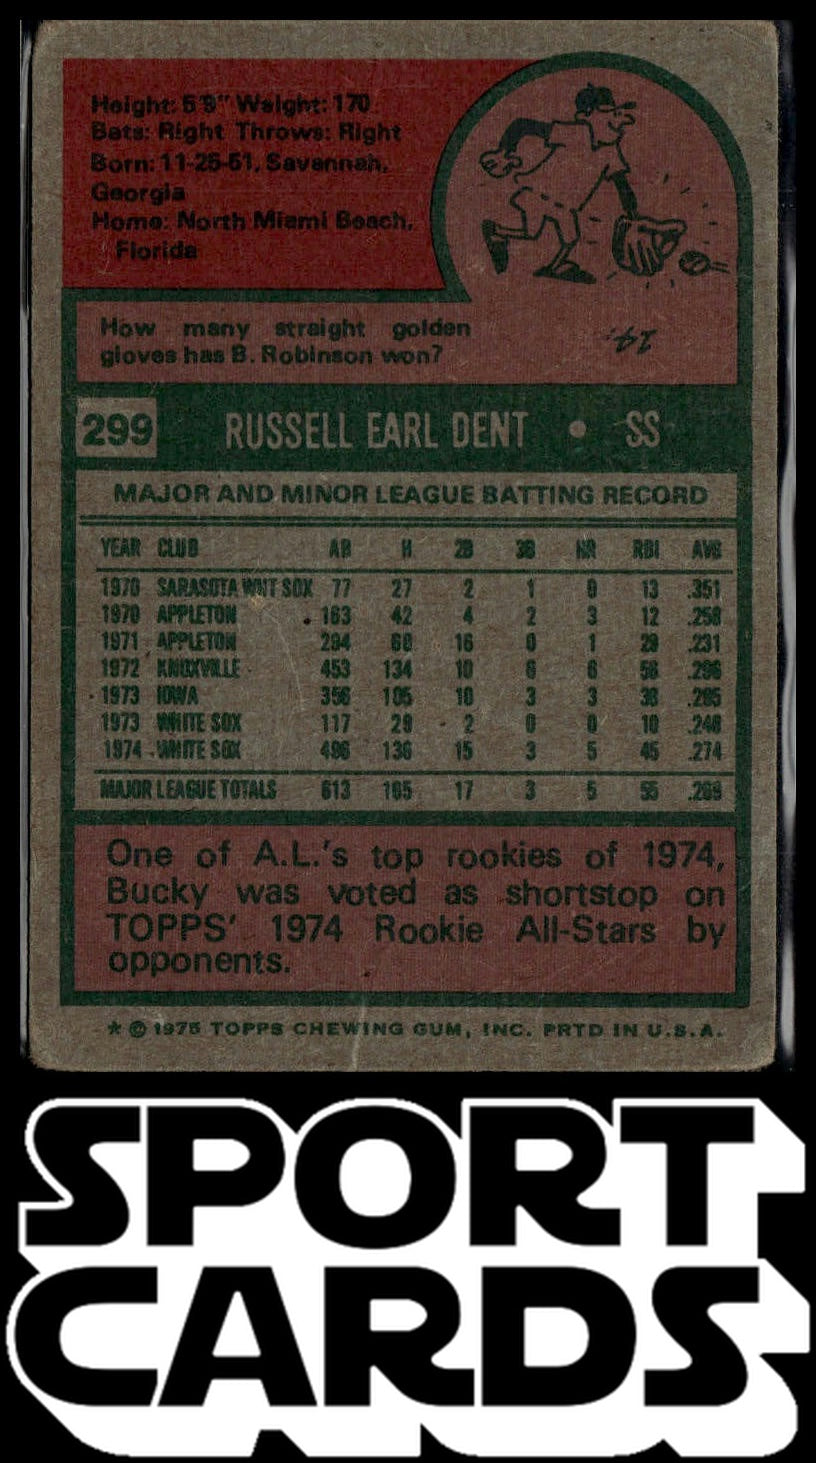 Height: 5'9" Weight: 170
Bats: Right Throws: Right
Born: 11-25-51, Savannah,
Georgia
Home: North Miami Beach,
Florida
How many straight golden
gloves has B. Robinson won?
14.
299 RUSSELL EARL DENT • SS
MAJOR AND MINOR LEAGUE BATTING RECORD
YEAR CLUB AB H 2B 3B HR RBI AVG
1970 SARASOTA WHT SOX 77 27 2 1 0 13 .351
1970 APPLETON 163 42 4 2 3 12 .258
1971 APPLETON 294 68 16 0 1 29 .231
1972 KNOXVILLE 453 134 10 6 6 56 .296
1973 IOWA 356 105 10 3 3 38 .295
1973 WHITE SOX 117 29 2 0 0 10 .248
1974 WHITE SOX 496 136 15 3 5 45 .274
MAJOR LEAGUE TOTALS 613 165 17 3 5 55 .269
One of A.L.'s top rookies of 1974,
Bucky was voted as shortstop on
TOPPS' 1974 Rookie All-Stars by
opponents.
* © 1975 TOPPS CHEWING GUM, INC. PRTD IN U.S.A.
SPORT
CARDS